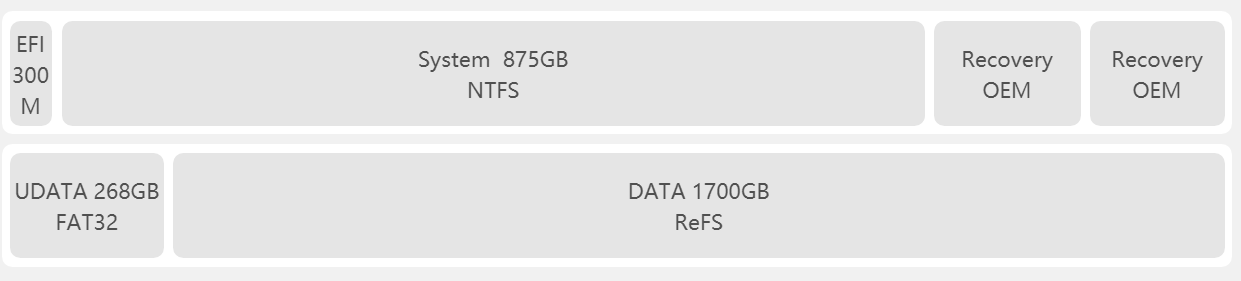 EFI
300
M
System  875GB
NTFS
Recovery
OEM
Recovery
OEM
UDATA 268GB
FAT32
DATA 1700GB
ReFS